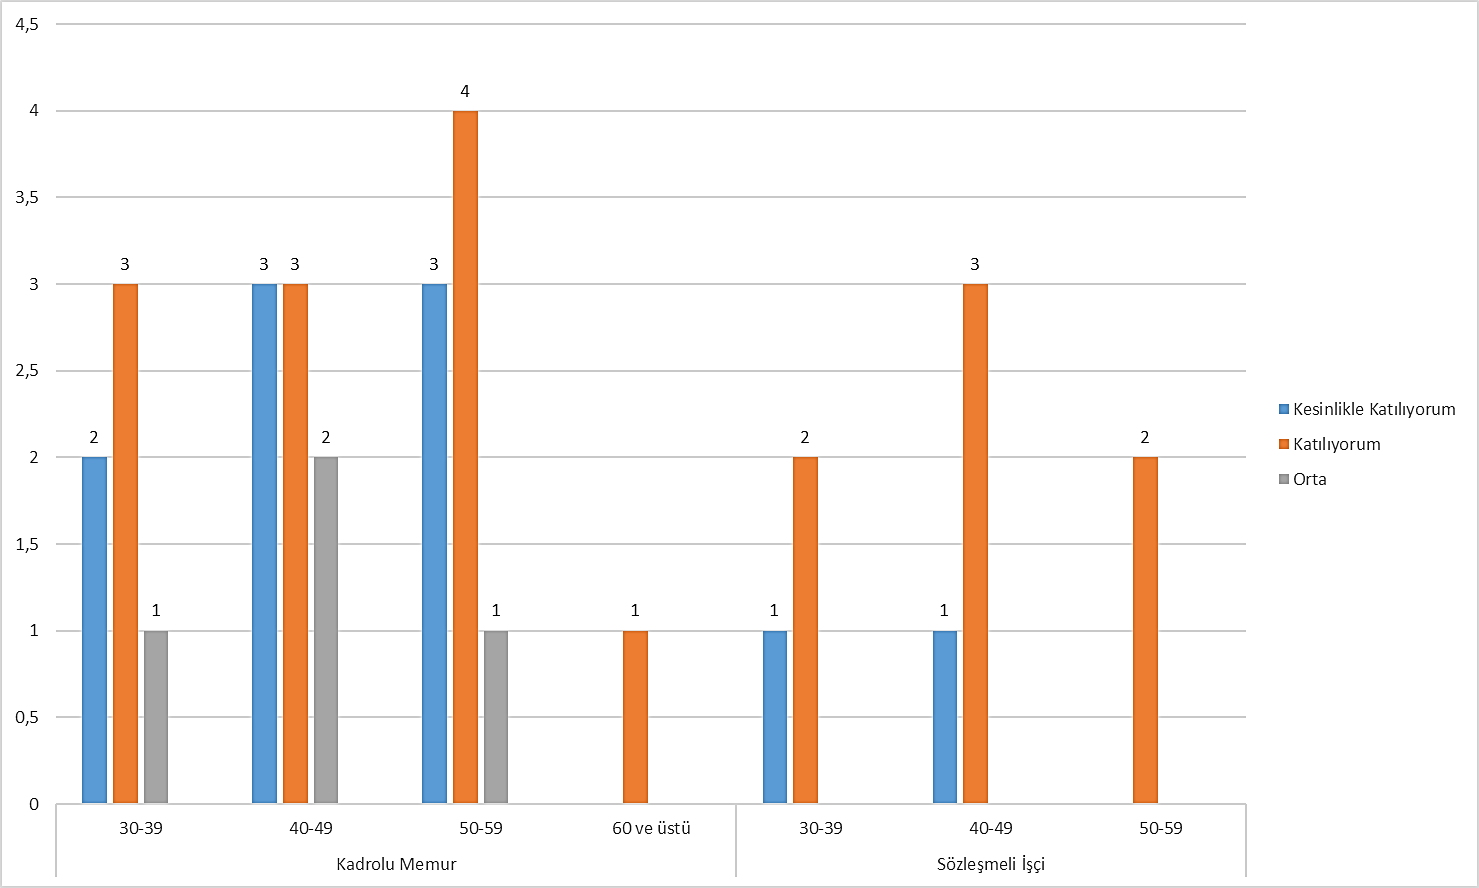 4,5
4
3,5
3
2,5
2
1,5
1
0,5
0
2 3 1
3 3 2
3 4 1
1
1 2
1 3
2
30-39 40-49 50-59 60 ve üstü 30-39 40-49 50-59
Kadrolu Memur Sözleşmeli İşçi
Kesinlikle Katılıyorum
Katılıyorum
Orta